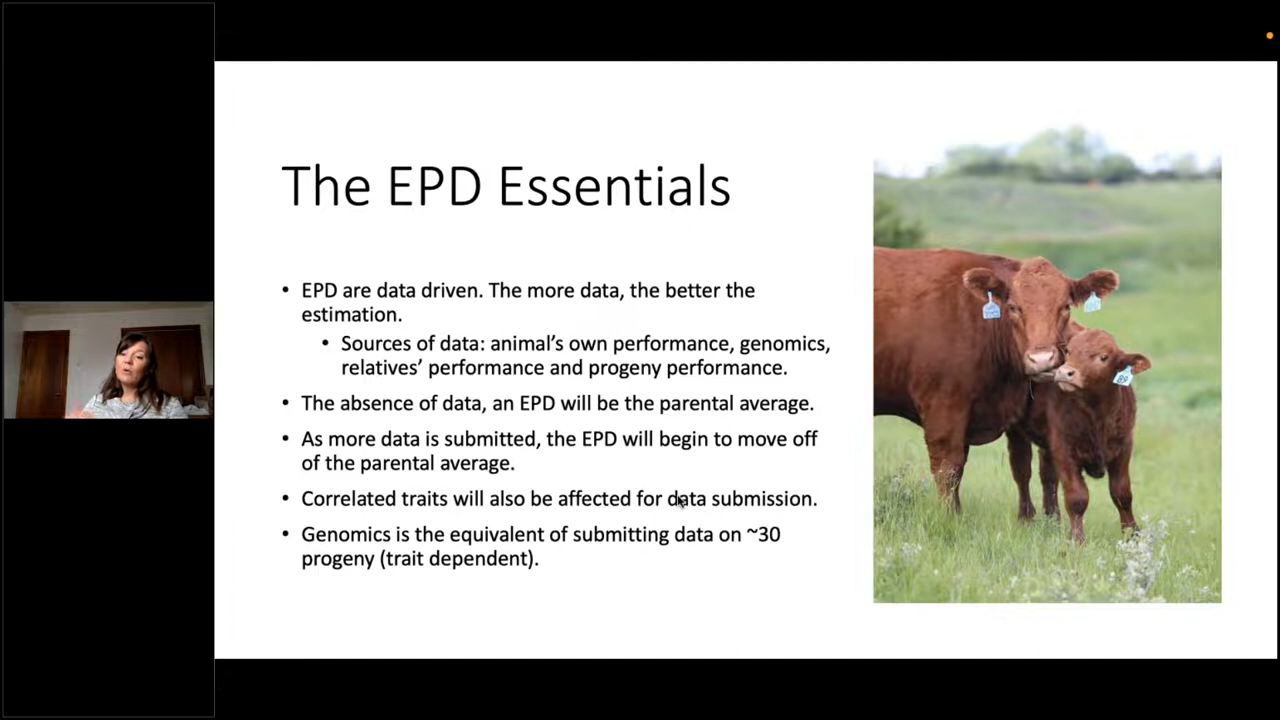 The EPD Essentials
• EPD are data driven. The more data, the better the
estimation.
• Sources of data: animal's own performance, genomics,
relatives' performance and progeny performance.
• The absence of data, an EPD will be the parental average.
• As more data is submitted, the EPD will begin to move off
of the parental average.
• Correlated traits will also be affected for data submission.
• Genomics is the equivalent of submitting data on ~30
progeny (trait dependent).
89